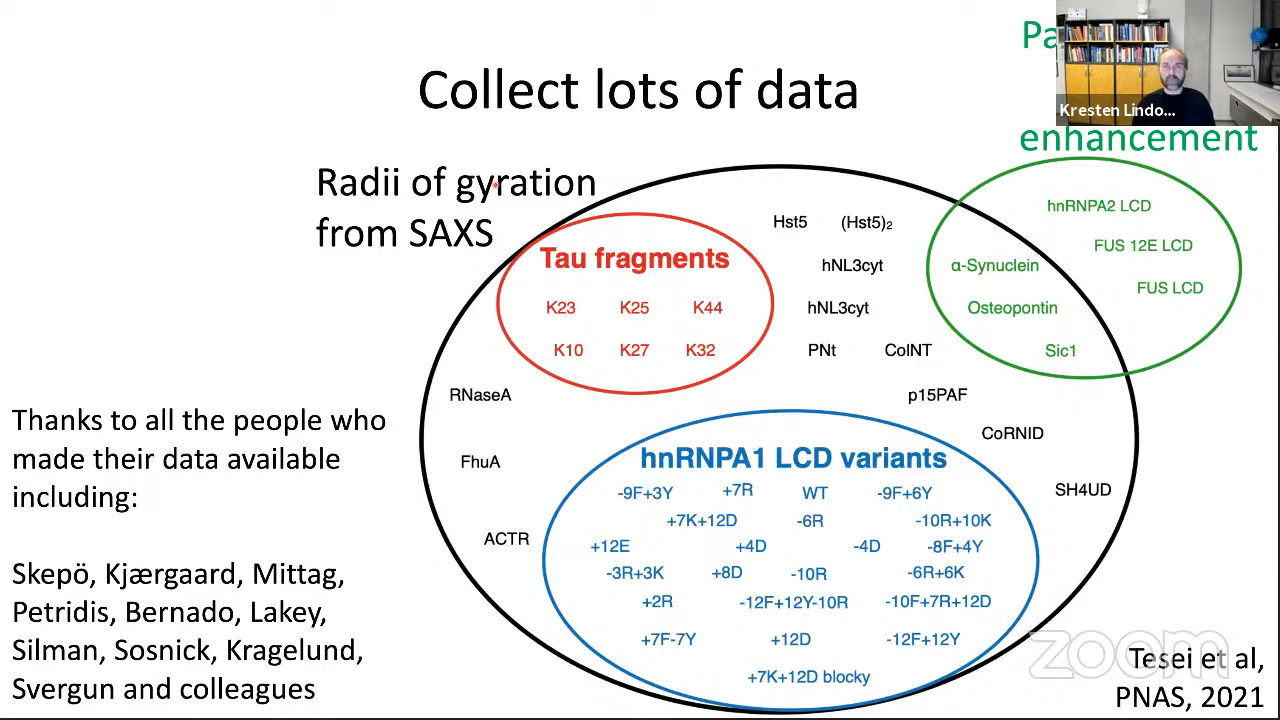 Collect lots of data
Kresten Lindo...
enhancement
Radii of gyration
from SAXS
Tau fragments
K23 K25 K44
K10 K27 K32
Hst5 (Hst5)₂
hNL3cyt
hNL3cyt
PNt ColNT
p15PAF
CoRNID
SH4UD
RNaseA
FhuA
ACTR
hnRNPA2 LCD
FUS 12E LCD
α-Synuclein
FUS LCD
Osteopontin
Sic1
hnRNPA1 LCD variants
-9F+3Y +7R WT -9F+6Y
+7K+12D -6R -10R+10K
+12E +4D -4D -8F+4Y
-3R+3K +8D -10R -6R+6K
+2R -12F+12Y-10R -10F+7R+12D
+7F-7Y +12D -12F+12Y
+7K+12D blocky
Thanks to all the people who
made their data available
including:
Skepö, Kjærgaard, Mittag,
Petridis, Bernado, Lakey,
Silman, Sosnick, Kragelund,
Svergun and colleagues
zoom
Tesei et al,
PNAS, 2021